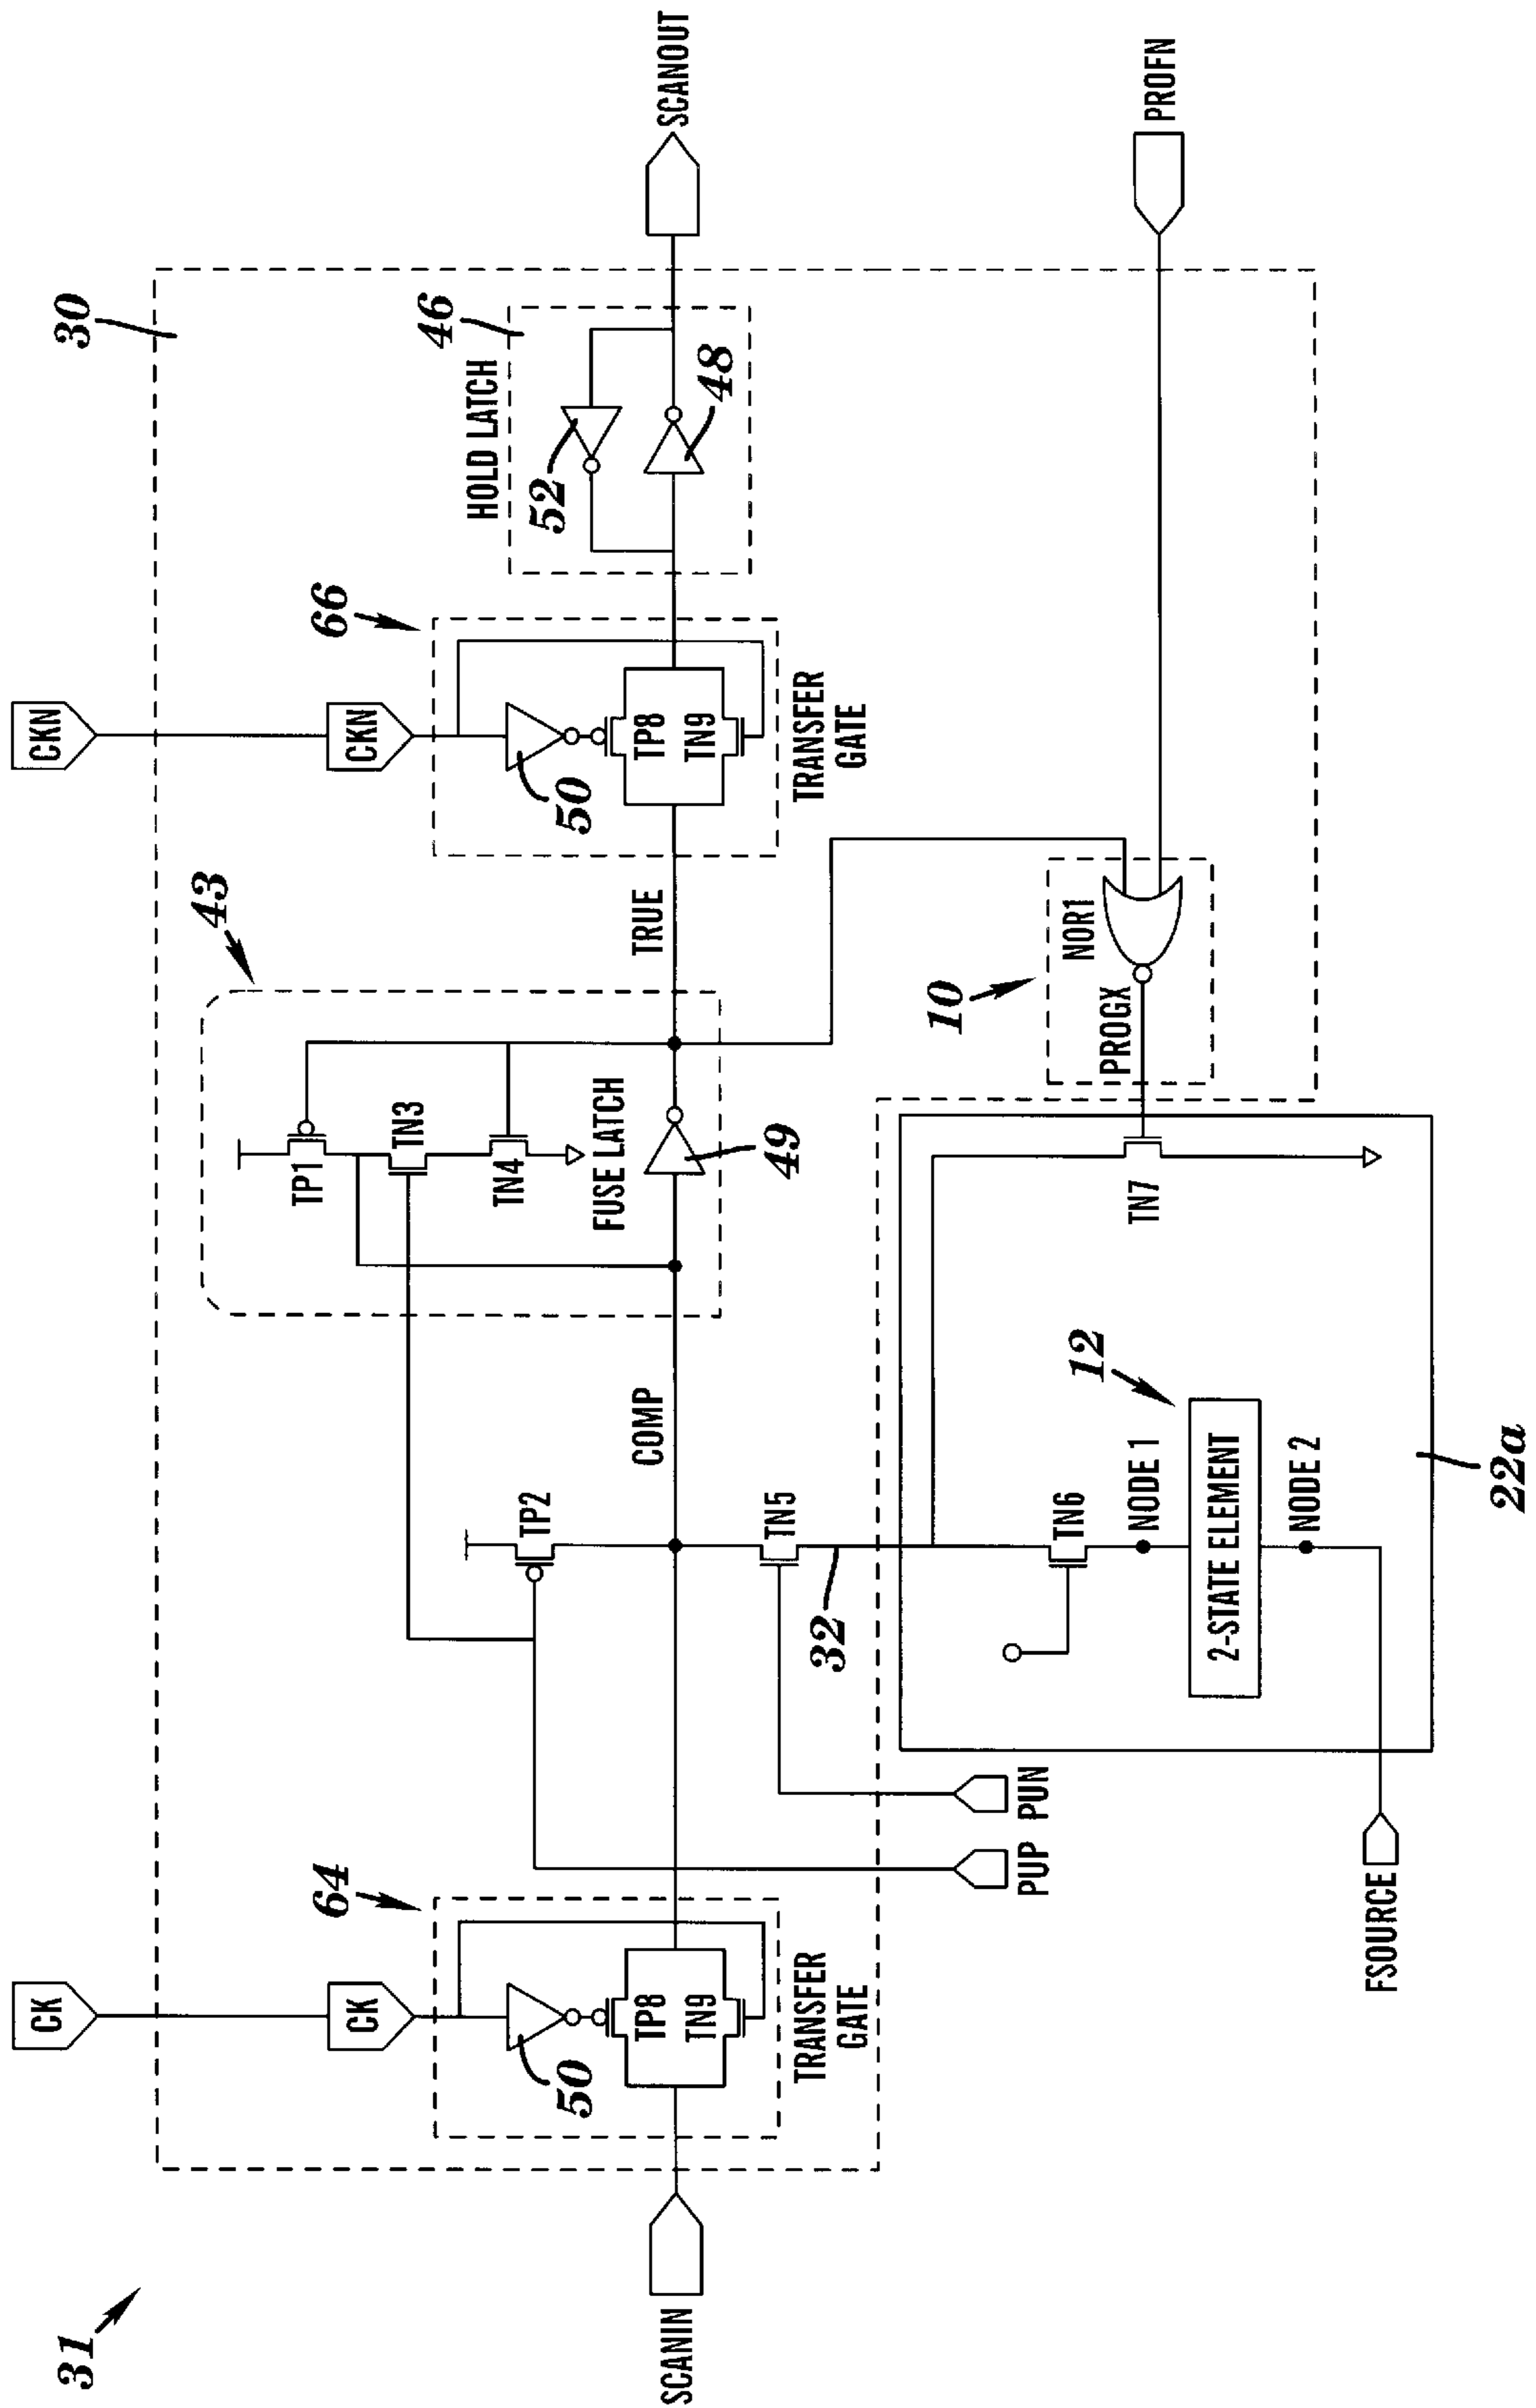 31
30
CK
CK
CKN
CKN
64
50
TP8
TN9
TRANSFER
GATE
SCANIN
PUP
PUN
FSOURCE
TP2
COMP
TN5
32
43
TP1
TN3
TN4
FUSE LATCH
49
TRUE
66
50
TP8
TN9
TRANSFER
GATE
HOLD LATCH
46
52
48
SCANOUT
PROFN
10
NOR1
PROGX
TN7
TN6
NODE 1
12
2-STATE ELEMENT
NODE 2
22a